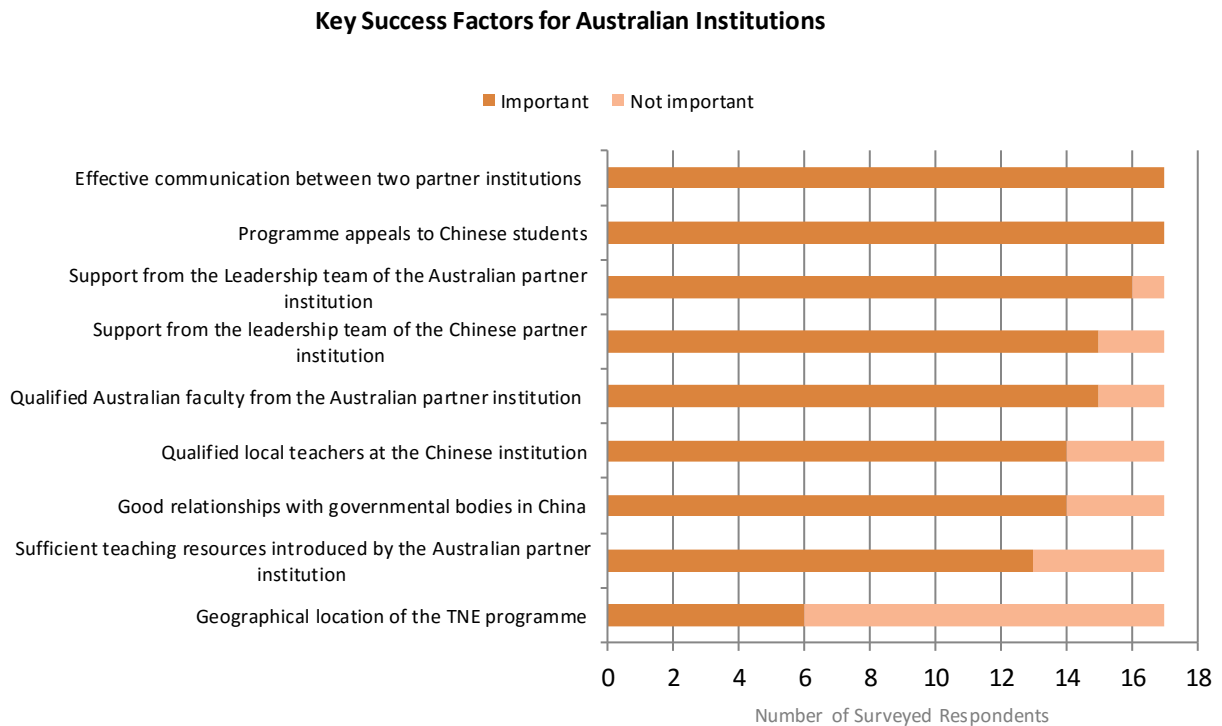 Key Success Factors for Australian Institutions
Important Not important
Effective communication between two partner institutions
Programme appeals to Chinese students
Support from the Leadership team of the Australian partner
institution
Support from the leadership team of the Chinese partner
institution
Qualified Australian faculty from the Australian partner institution
Qualified local teachers at the Chinese institution
Good relationships with governmental bodies in China
Sufficient teaching resources introduced by the Australian partner
institution
Geographical location of the TNE programme
0 2 4 6 8 10 12 14 16 18
Number of Surveyed Respondents